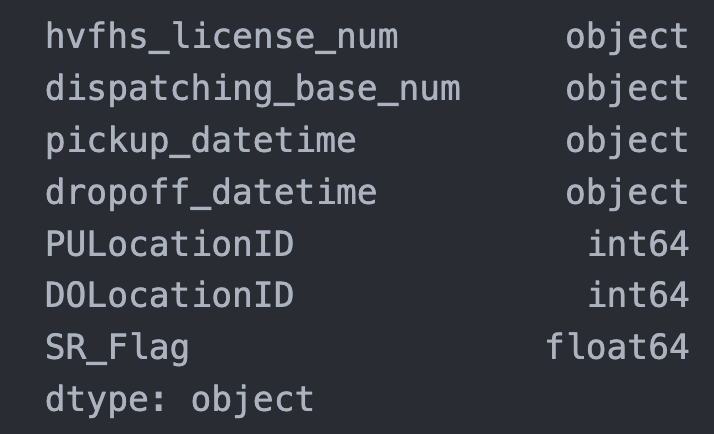 hvfhs_license_num object
dispatching_base_num object
pickup_datetime object
dropoff_datetime object
PULocationID int64
DOLocationID int64
SR_Flag float64
dtype: object